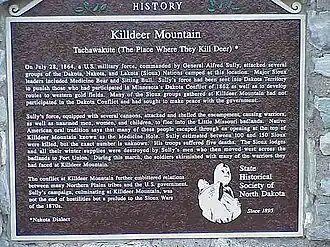 HISTORY
Killdeer Mountain
Tachawakute (The Place Where They Kill Deer) *
On July 28, 1864, a U.S. military force, commanded by General Alfred Sully, attacked several
groups of the Dakota, Nakota, and Lakota (Sioux) Nations camped at this location. Major Sioux
leaders included Medicine Bear and Sitting Bull. Sully's force had been sent into Dakota Territory
to punish those who had participated in Minnesota's Dakota Conflict of 1862 as well as to develop
routes to western gold fields. Many of the Sioux groups gathered at Killdeer Mountain had not
participated in the Dakota Conflict and had sought to make peace with the government.
Sully's force, equipped with several cannons, attacked and shelled the encampment, causing warriors,
as well as unarmed men, women, and children, to flee into the Little Missouri badlands. Native
American oral tradition says that many of these people escaped through an opening at the top of
Killdeer Mountain known as the Medicine Hole. Sully estimated between 100 and 150 Sioux
were killed, but the exact number is unknown. His troops suffered five deaths. The Sioux lodges
and all their winter supplies were destroyed by Sully's men who then moved west across the
badlands to Fort Union. During this march, the soldiers skirmished with many of the warriors they
had faced at Killdeer Mountain.
The conflict at Killdeer Mountain further embittered relations
between many Northern Plains tribes and the U.S. government.
Sully's campaign, culminating at Killdeer Mountain, was
not the end of hostilities but a prelude to the Sioux Wars
of the 1870s.
*Nakota Dialect
State
Historical
Society of
North Dakota
Since 1895